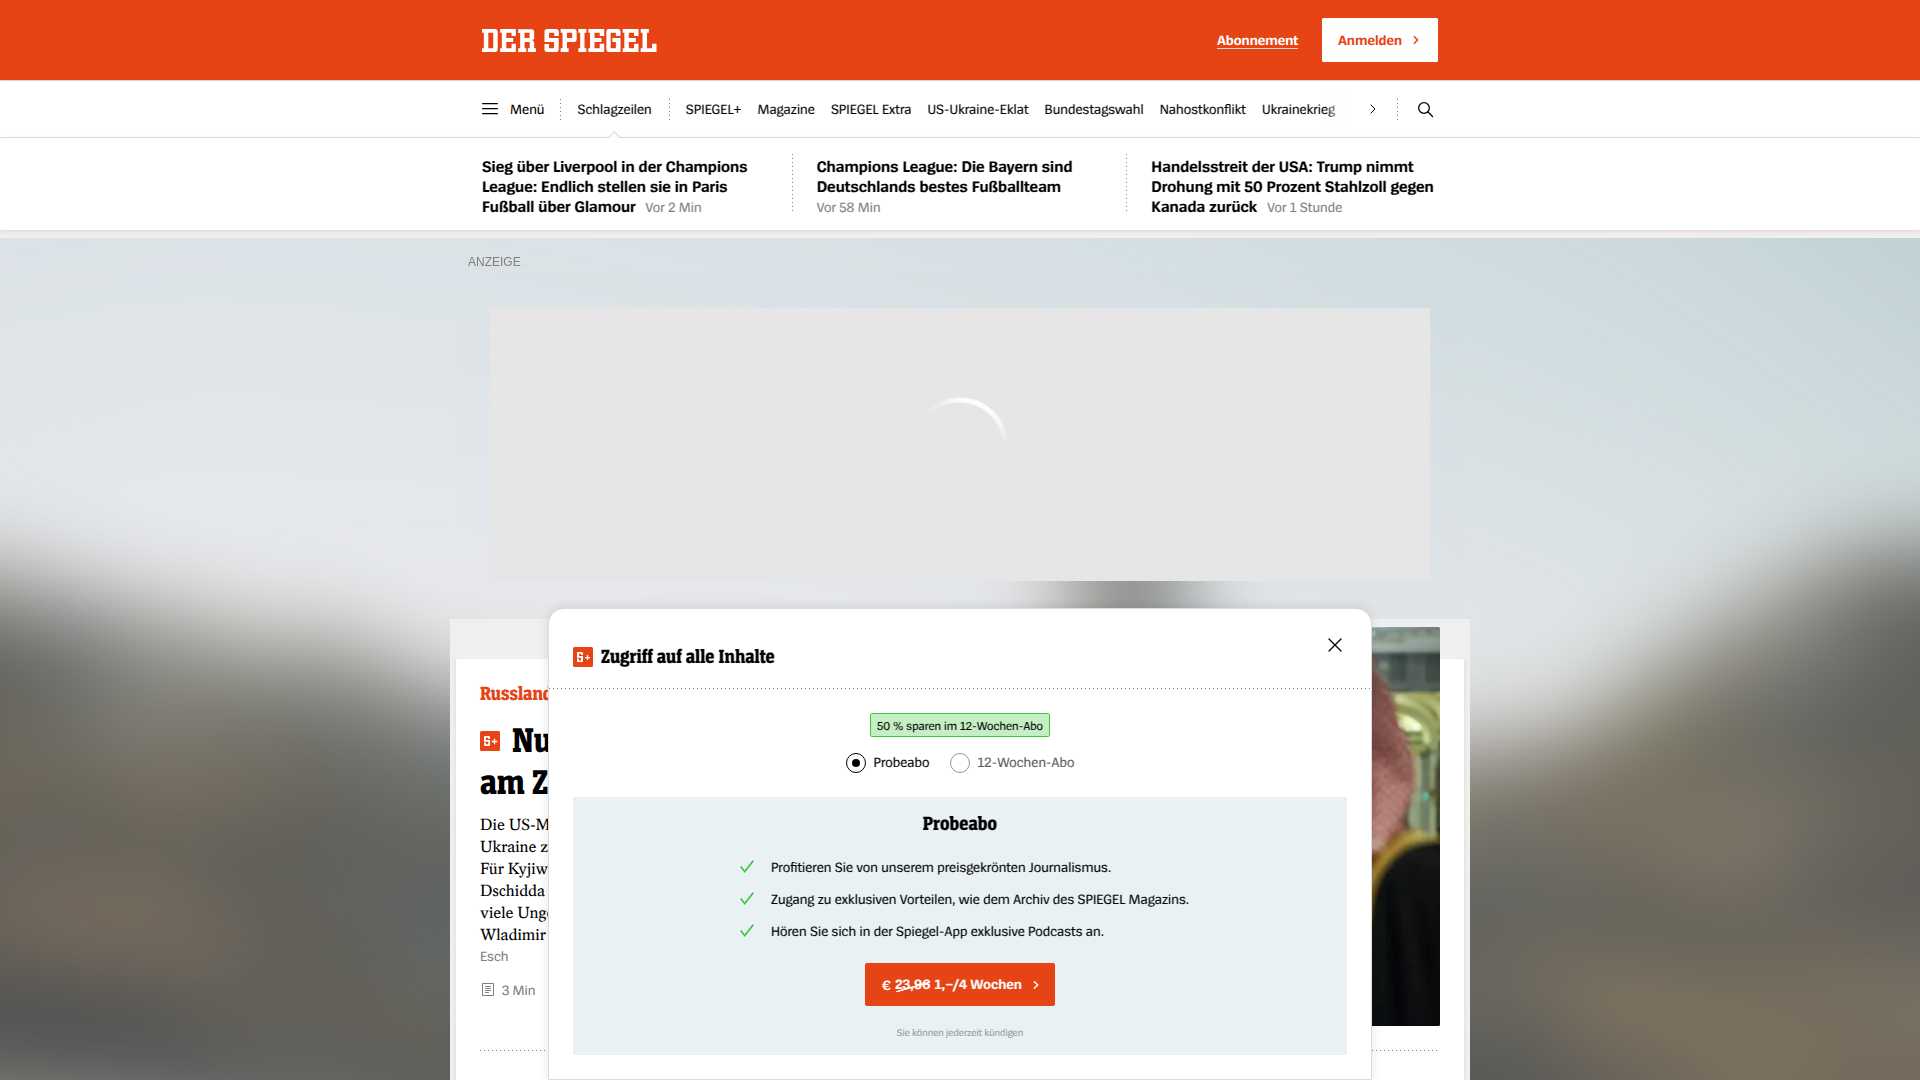 DER SPIEGEL
Abonnement
Anmelden
Menü
Schlagzeilen
SPIEGEL+
Magazine
SPIEGEL Extra
US-Ukraine-Eklat
Bundestagswahl
Nahostkonflikt
Ukrainekrieg
Sieg über Liverpool in der Champions
League: Endlich stellen sie in Paris
Fußball über Glamour Vor 2 Min
Champions League: Die Bayern sind
Deutschlands bestes Fußballteam
Vor 58 Min
Handelsstreit der USA: Trump nimmt
Drohung mit 50 Prozent Stahlzoll gegen
Kanada zurück Vor 1 Stunde
ANZEIGE
Zugriff auf alle Inhalte
50 % sparen im 12-Wochen-Abo
Probeabo
12-Wochen-Abo
Probeabo
Profitieren Sie von unserem preisgekrönten Journalismus.
Zugang zu exklusiven Vorteilen, wie dem Archiv des SPIEGEL Magazins.
Hören Sie sich in der Spiegel-App exklusive Podcasts an.
€ 23,96 1,–/4 Wochen
Sie können jederzeit kündigen
Russland
Nu
am Z
Die US-M
Ukraine z
Für Kyjiw
Dschidda
viele Ung
Wladimir
Esch
3 Min